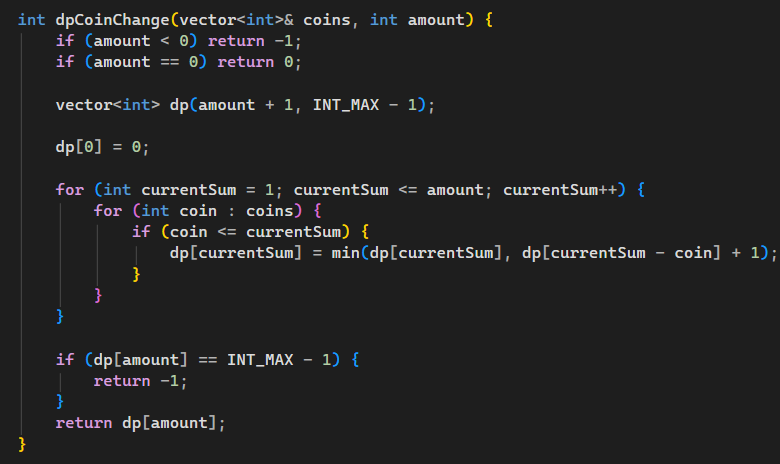 int dpCoinChange(vector<int>& coins, int amount) {
    if (amount < 0) return -1;
    if (amount == 0) return 0;

    vector<int> dp(amount + 1, INT_MAX - 1);

    dp[0] = 0;

    for (int currentSum = 1; currentSum <= amount; currentSum++) {
        for (int coin : coins) {
            if (coin <= currentSum) {
                dp[currentSum] = min(dp[currentSum], dp[currentSum - coin] + 1);
            }
        }
    }

    if (dp[amount] == INT_MAX - 1) {
        return -1;
    }
    return dp[amount];
}